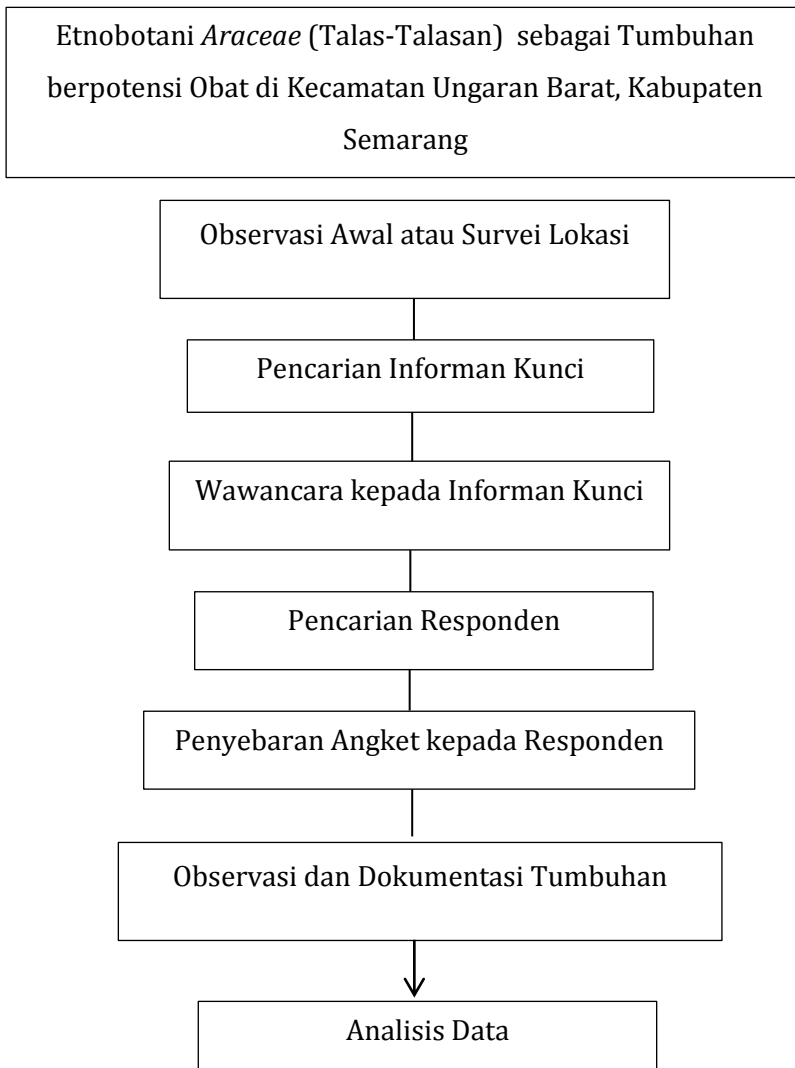 Etnobotani Araceae (Talas-Talasan) sebagai Tumbuhan
berpotensi Obat di Kecamatan Ungaran Barat, Kabupaten
Semarang
Observasi Awal atau Survei Lokasi
Pencarian Informan Kunci
Wawancara kepada Informan Kunci
Pencarian Responden
Penyebaran Angket kepada Responden
Observasi dan Dokumentasi Tumbuhan
Analisis Data